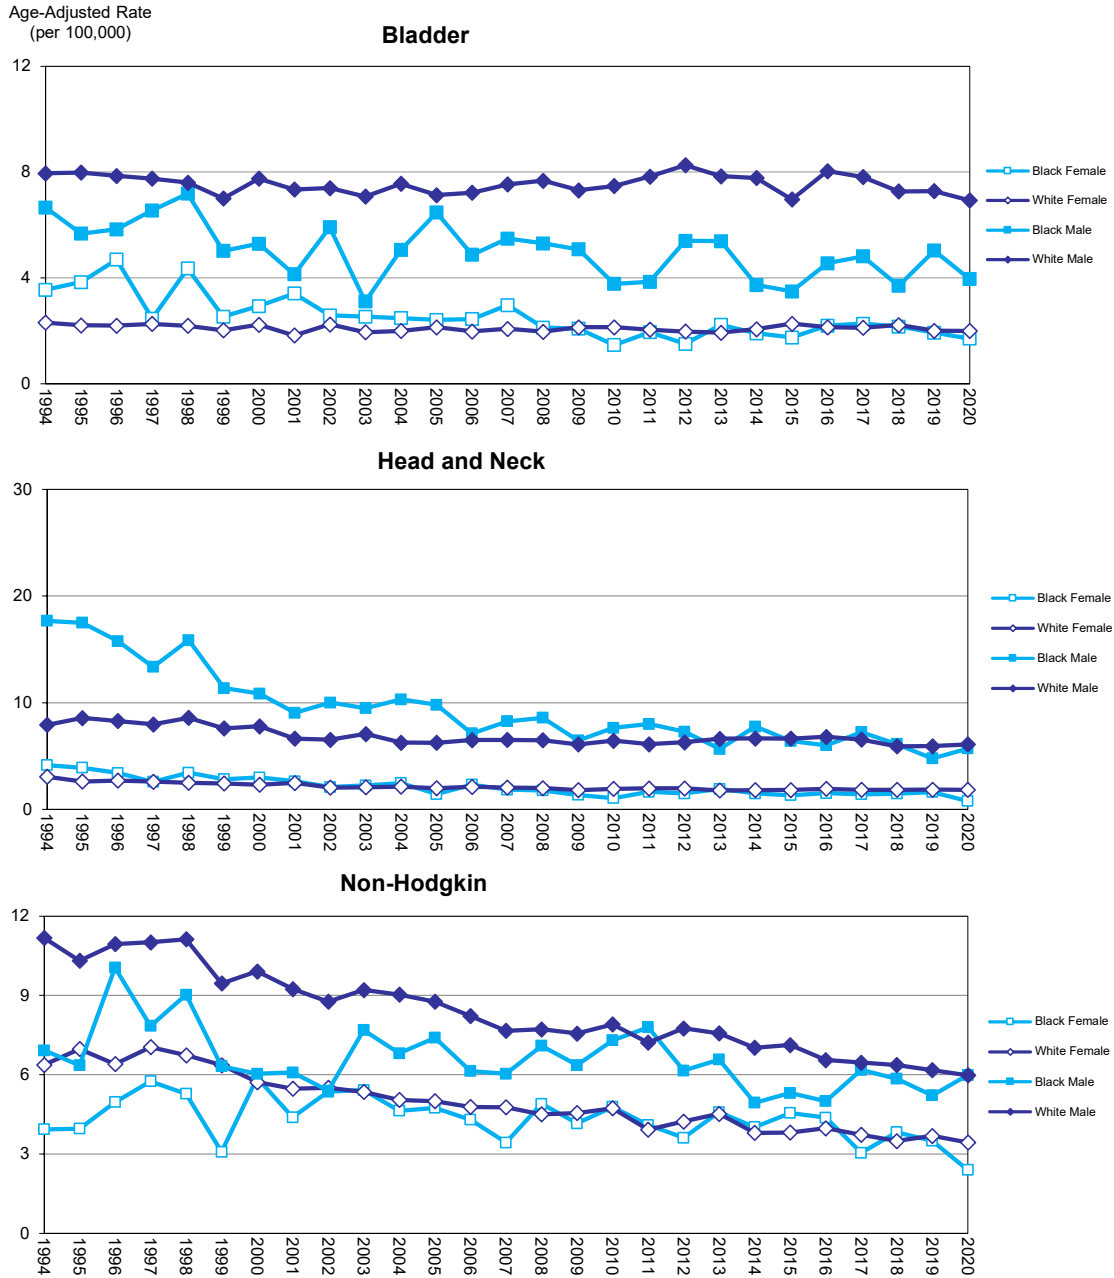 Age-Adjusted Rate
(per 100,000)
Bladder
12
8
4
0
1994 1995 1996 1997 1998 1999 2000 2001 2002 2003 2004 2005 2006 2007 2008 2009 2010 2011 2012 2013 2014 2015 2016 2017 2018 2019 2020
Black Female
White Female
Black Male
White Male
Head and Neck
30
20
10
0
1994 1995 1996 1997 1998 1999 2000 2001 2002 2003 2004 2005 2006 2007 2008 2009 2010 2011 2012 2013 2014 2015 2016 2017 2018 2019 2020
Black Female
White Female
Black Male
White Male
Non-Hodgkin
12
9
6
3
0
1994 1995 1996 1997 1998 1999 2000 2001 2002 2003 2004 2005 2006 2007 2008 2009 2010 2011 2012 2013 2014 2015 2016 2017 2018 2019 2020
Black Female
White Female
Black Male
White Male